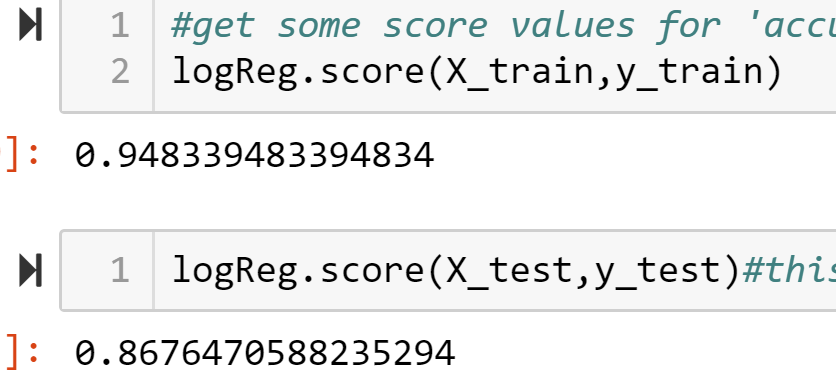 1 #get some score values for 'accu
2 logReg.score(X_train,y_train)
]: 0.948339483394834
1 logReg.score(X_test,y_test)#this
]: 0.8676470588235294